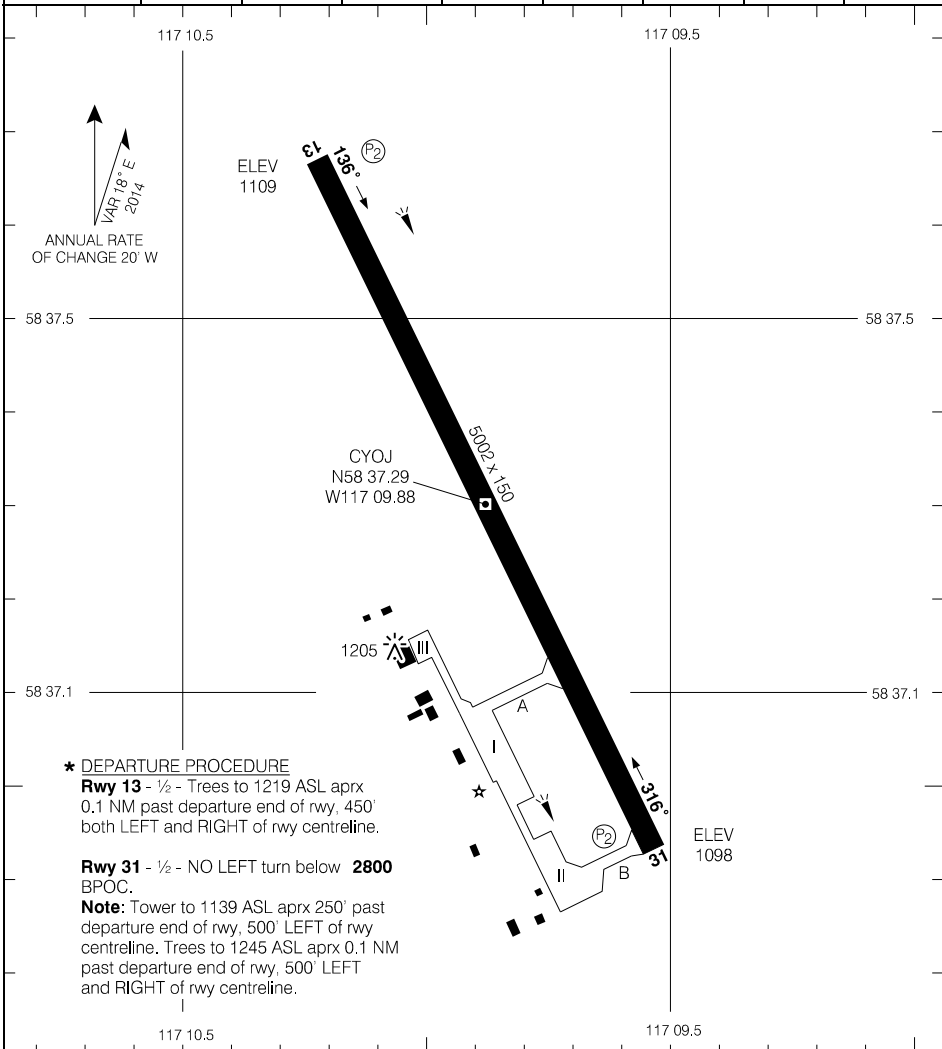 117 10.5
117 09.5
VAR 18° E
2014
ANNUAL RATE
OF CHANGE 20' W
ELEV
1109
13
136°
P2
58 37.5
58 37.5
5002 x 150
CYOJ
N58 37.29
W117 09.88
1205
III
58 37.1
58 37.1
A
I
316°
P2
ELEV
1098
31
II
B
* DEPARTURE PROCEDURE
Rwy 13 - ½ - Trees to 1219 ASL aprx
0.1 NM past departure end of rwy, 450'
both LEFT and RIGHT of rwy centreline.
Rwy 31 - ½ - NO LEFT turn below 2800
BPOC.
Note: Tower to 1139 ASL aprx 250' past
departure end of rwy, 500' LEFT of rwy
centreline. Trees to 1245 ASL aprx 0.1 NM
past departure end of rwy, 500' LEFT
and RIGHT of rwy centreline.
117 10.5
117 09.5